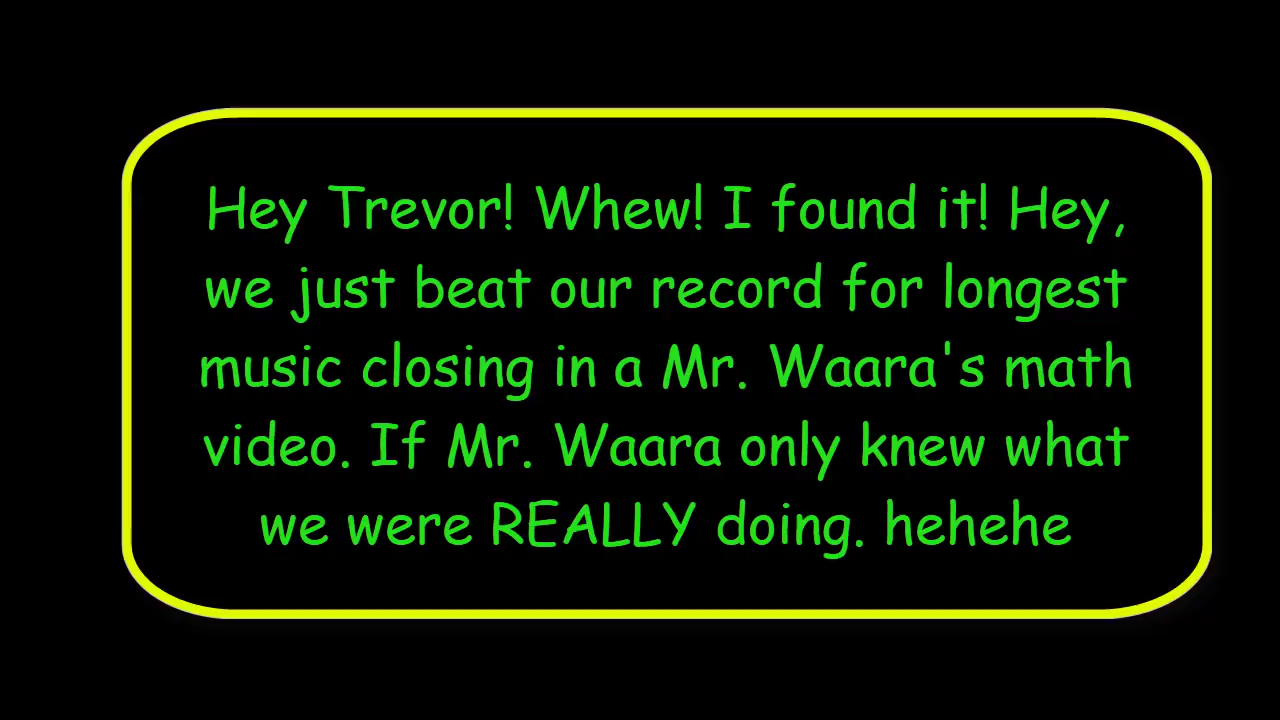 Hey Trevor! Whew! I found it! Hey,
we just beat our record for longest
music closing in a Mr. Waara's math
video. If Mr. Waara only knew what
we were REALLY doing. hehehe